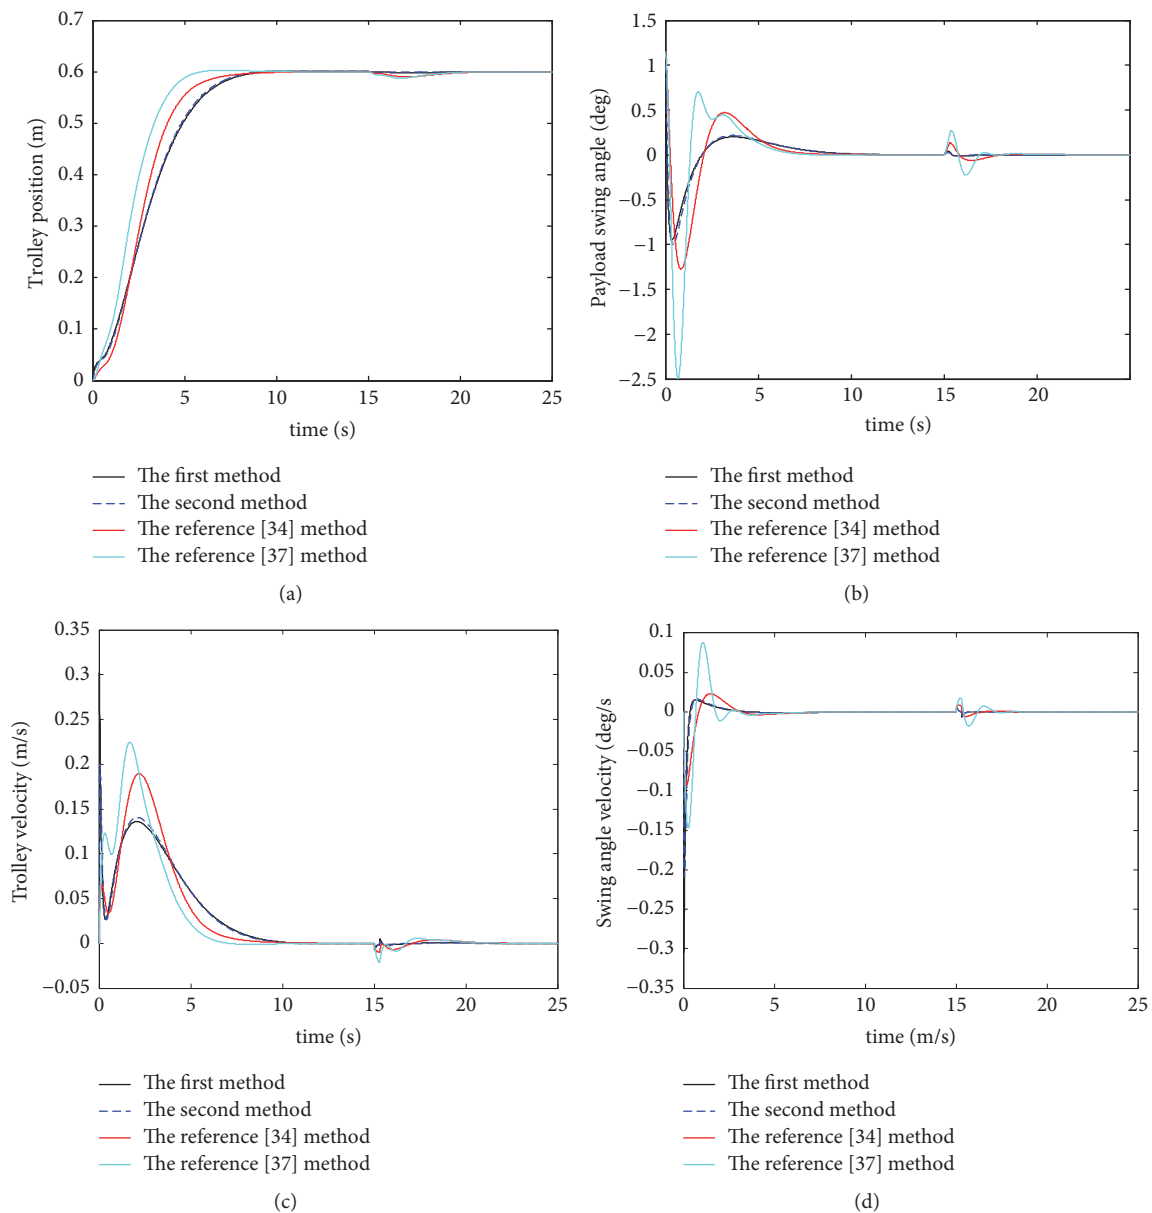 0.7
0.6
0.5
0.4
0.3
0.2
0.1
0
Trolley position (m)
0 5 10 15 20 25
time (s)
The first method
The second method
The reference [34] method
The reference [37] method
(a)
1.5
1
0.5
0
−0.5
−1
−1.5
−2
−2.5
Payload swing angle (deg)
0 5 10 15 20
time (s)
The first method
The second method
The reference [34] method
The reference [37] method
(b)
0.35
0.3
0.25
0.2
0.15
0.1
0.05
0
−0.05
Trolley velocity (m/s)
0 5 10 15 20 25
time (s)
The first method
The second method
The reference [34] method
The reference [37] method
(c)
0.1
0.05
0
−0.05
−0.1
−0.15
−0.2
−0.25
−0.3
−0.35
Swing angle velocity (deg/s
0 5 10 15 20 25
time (m/s)
The first method
The second method
The reference [34] method
The reference [37] method
(d)